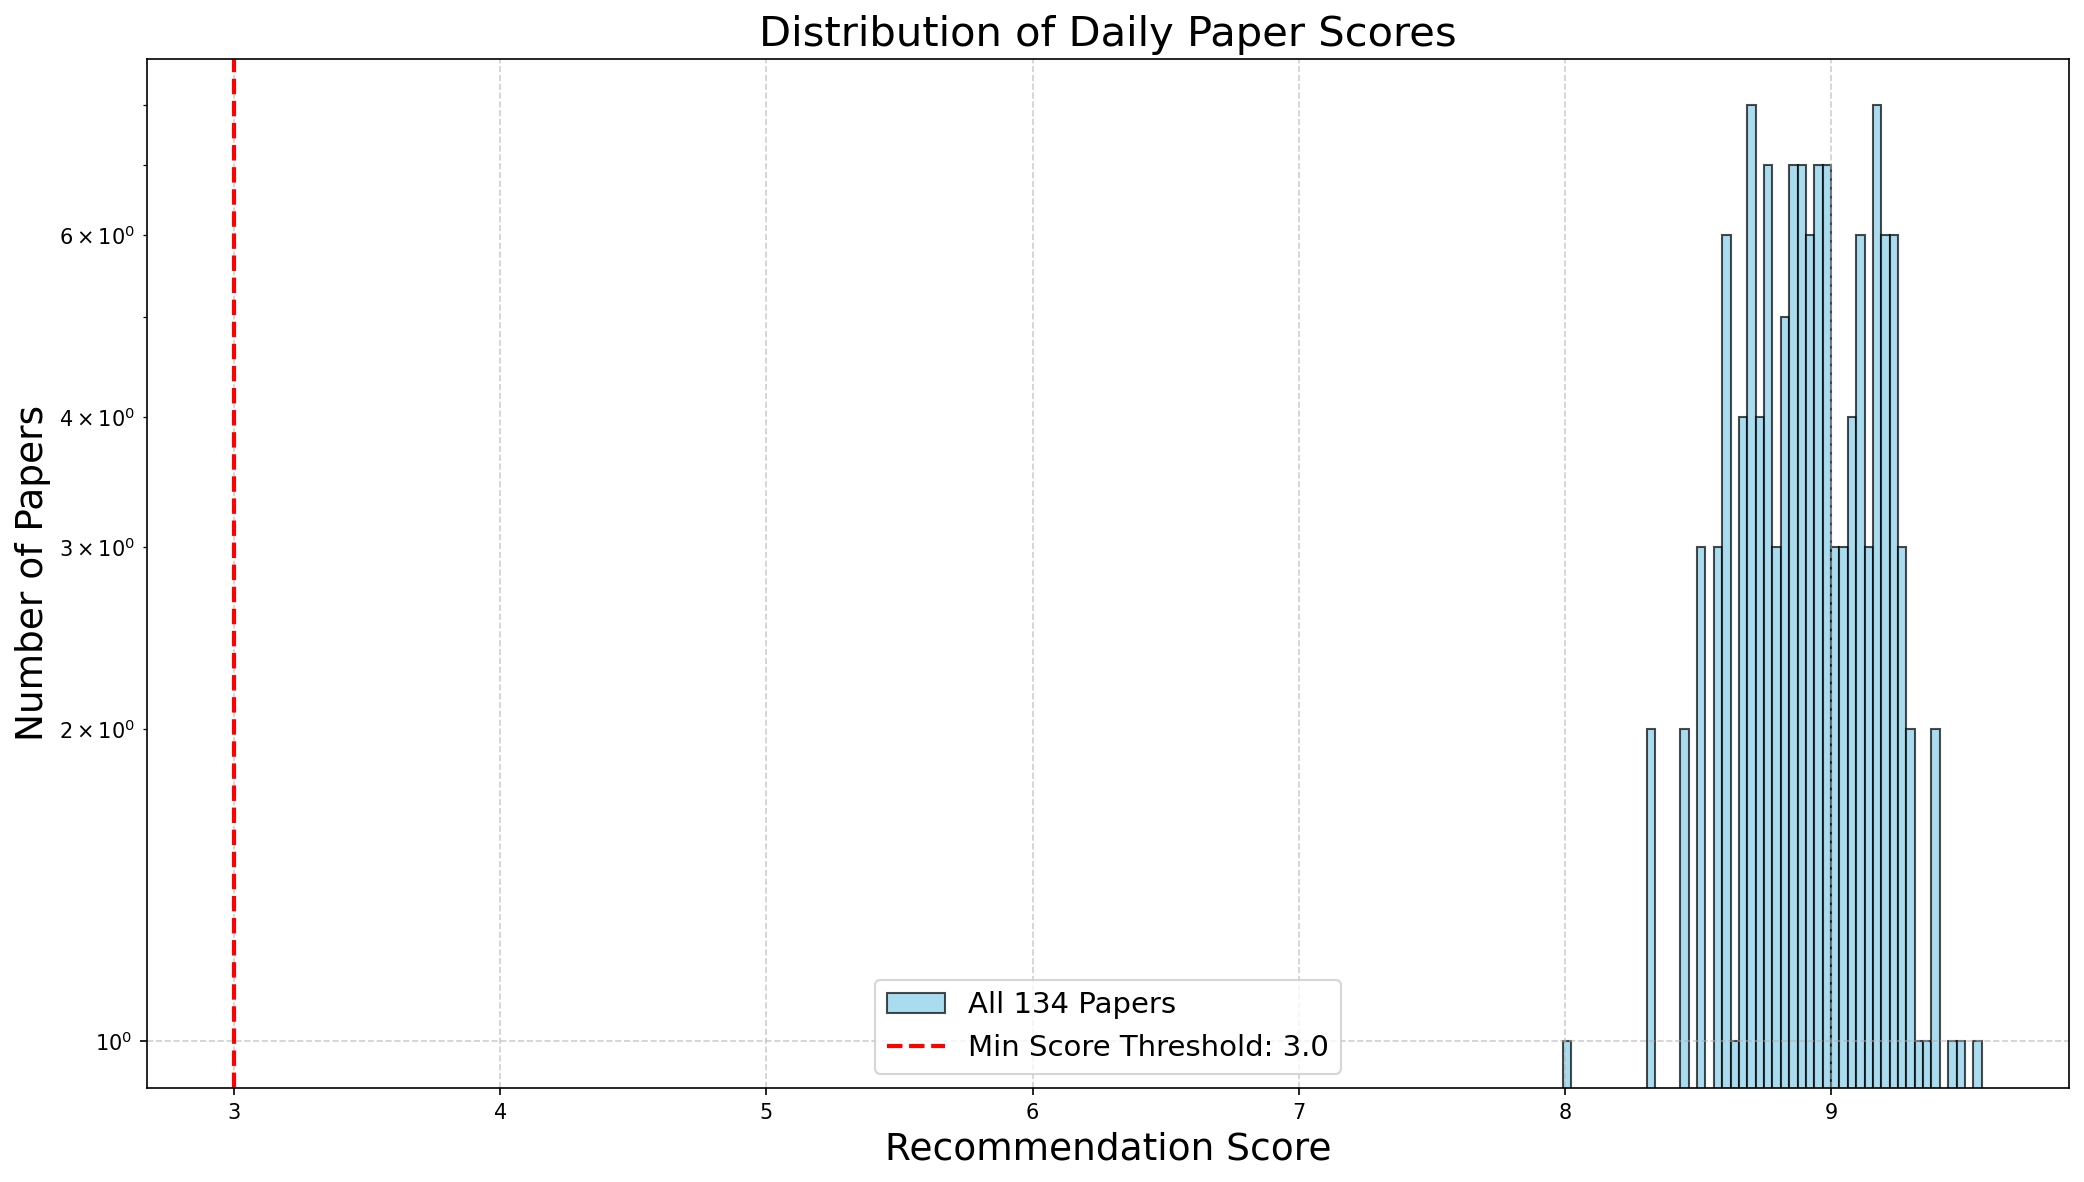 Distribution of Daily Paper Scores
Number of Papers
6 × 10⁰
4 × 10⁰
3 × 10⁰
2 × 10⁰
10⁰
All 134 Papers
Min Score Threshold: 3.0
3 4 5 6 7 8 9
Recommendation Score